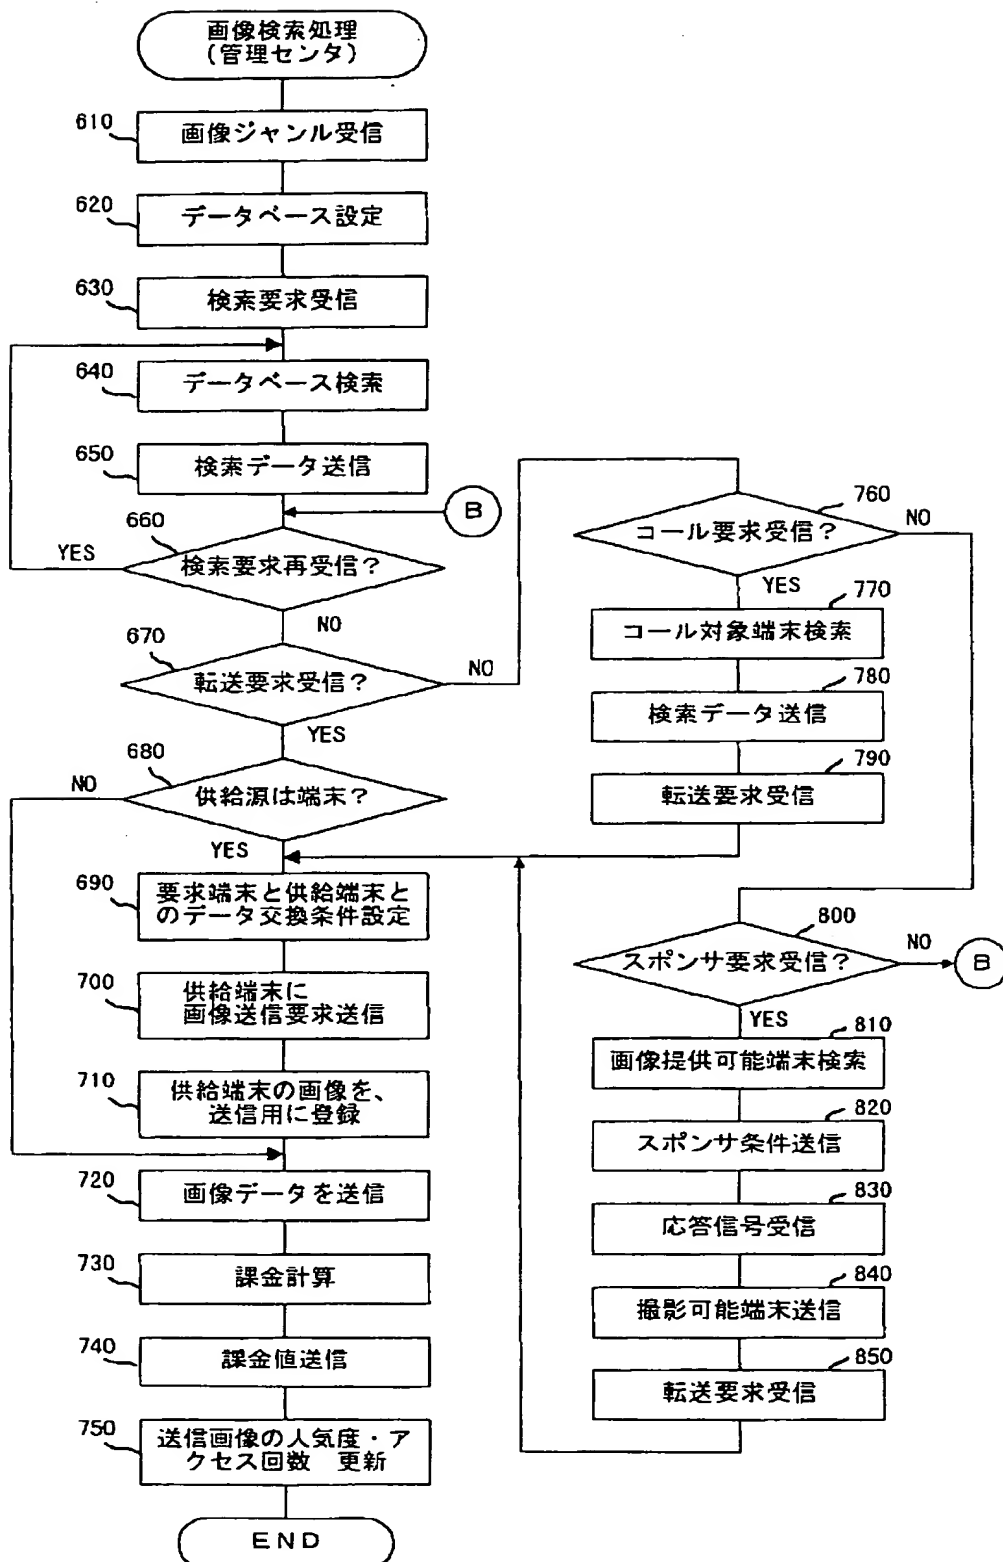 画像検索処理
(管理センタ)
610
画像ジャンル受信
620
データベース設定
630
検索要求受信
640
データベース検索
650
検索データ送信
B
660
YES
検索要求再受信？
NO
670
転送要求受信？
NO
YES
680
NO
供給源は端末？
YES
690
要求端末と供給端末と
のデータ交換条件設定
700
供給端末に
画像送信要求送信
710
供給端末の画像を、
送信用に登録
720
画像データを送信
730
課金計算
740
課金値送信
750
送信画像の人気度・ア
クセス回数　更新
END
760
コール要求受信？
NO
YES
770
コール対象端末検索
780
検索データ送信
790
転送要求受信
800
スポンサ要求受信？
NO
B
YES
810
画像提供可能端末検索
820
スポンサ条件送信
830
応答信号受信
840
撮影可能端末送信
850
転送要求受信